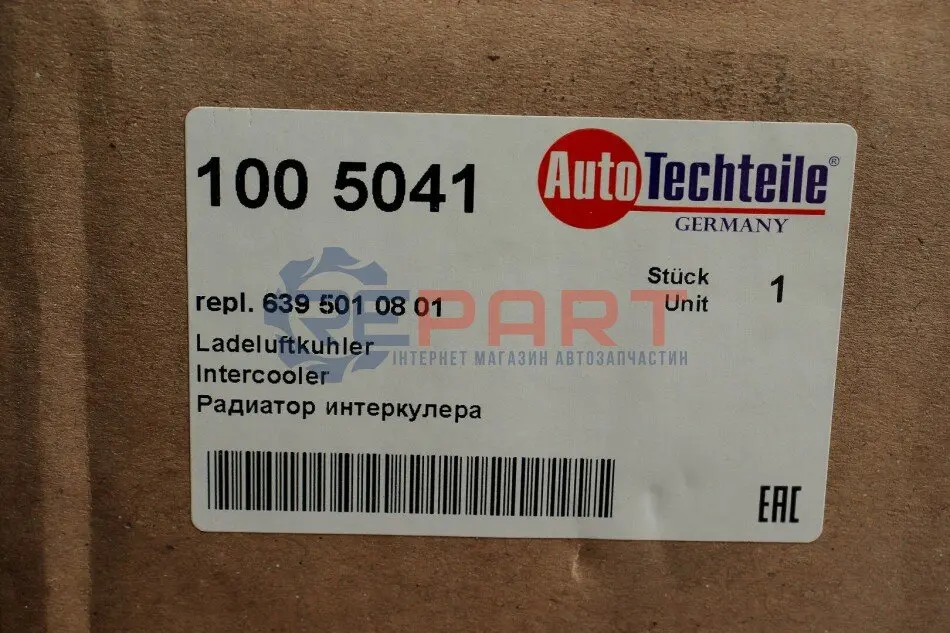 100 5041
AutoTechteile®
GERMANY
Stück
Unit
1
repl. 639 501 08 01
REPART
ІНТЕРНЕТ МАГАЗИН АВТОЗАПЧАСТИН
Ladeluftkuhler
Intercooler
Радиатор интеркулера
EAC